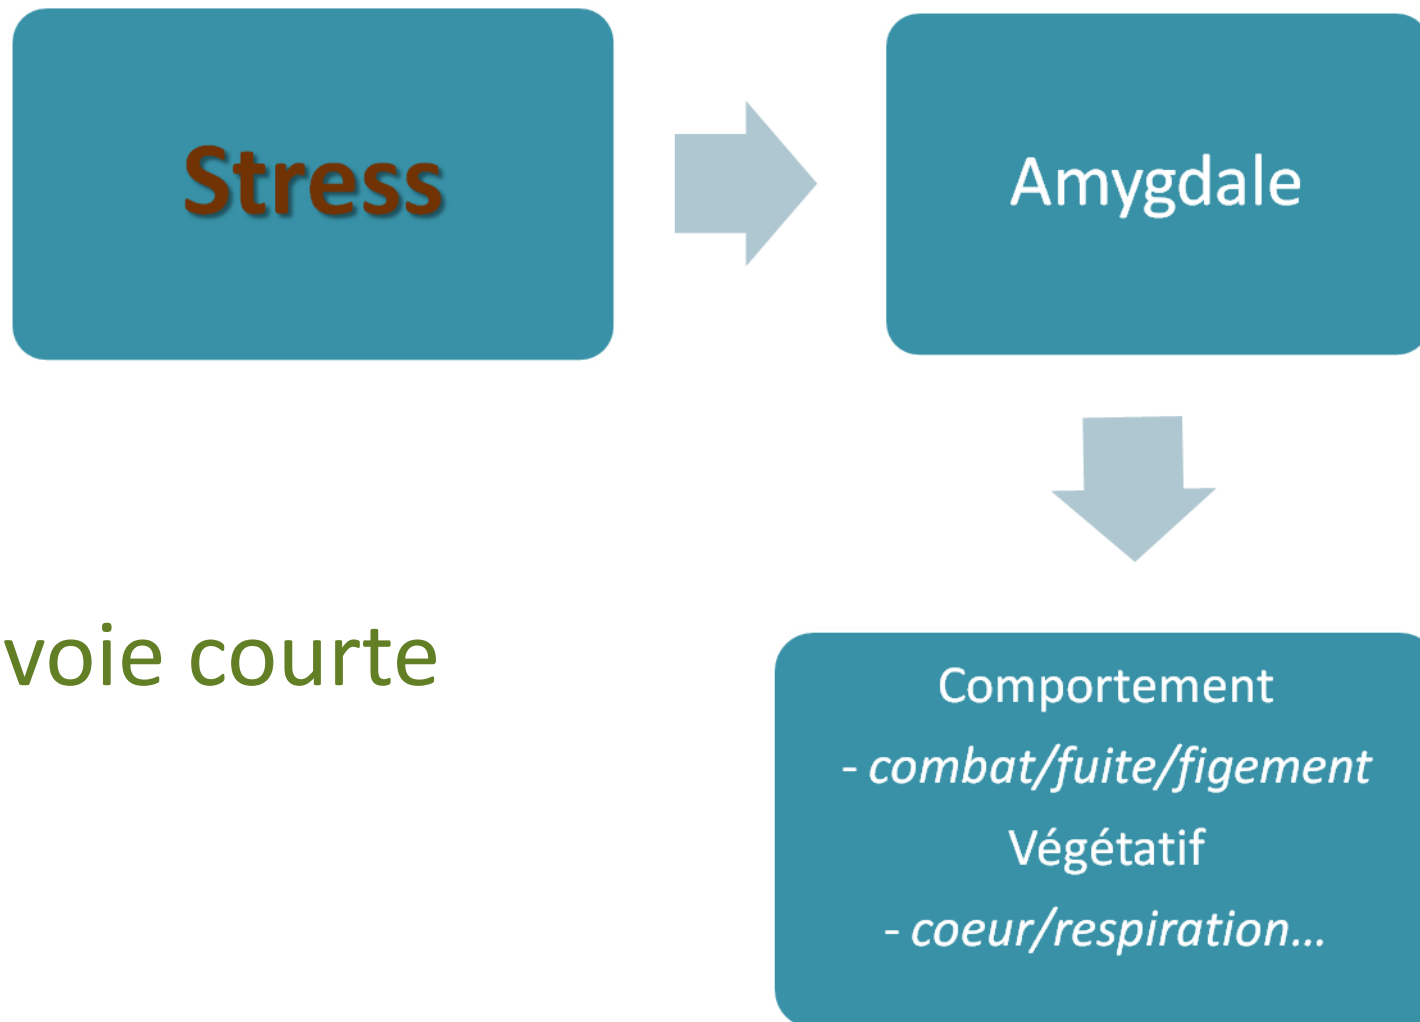 Stress
Amygdale
voie courte
Comportement
- combat/fuite/figement
Végétatif
- coeur/respiration...